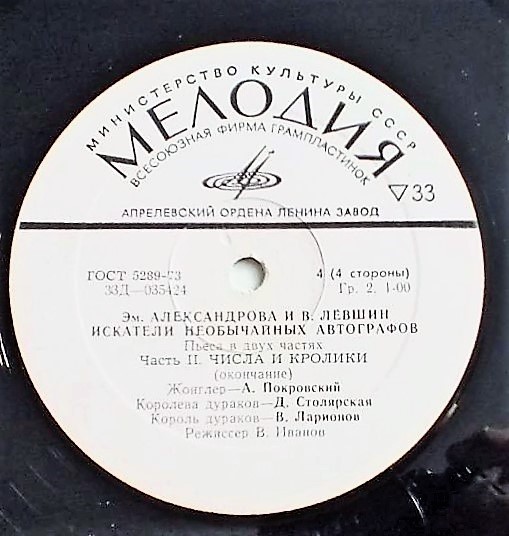 МИНИСТЕРСТВО КУЛЬТУРЫ СССР
МЕЛОДИЯ
ВСЕСОЮЗНАЯ ФИРМА ГРАМПЛАСТИНОК
▽33
АПРЕЛЕВСКИЙ ОРДЕНА ЛЕНИНА ЗАВОД
ГОСТ 5289-73 4 (4 стороны)
33Д—035424 Гр. 2. 1-00
Эм. АЛЕКСАНДРОВА И В. ЛЕВШИН
ИСКАТЕЛИ НЕОБЫЧАЙНЫХ АВТОГРАФОВ
Пьеса в двух частях
Часть II. ЧИСЛА И КРОЛИКИ
(окончание)
Жонглер—А. Покровский
Королева дураков—Д. Столярская
Король дураков—В. Ларионов
Режиссер В. Иванов